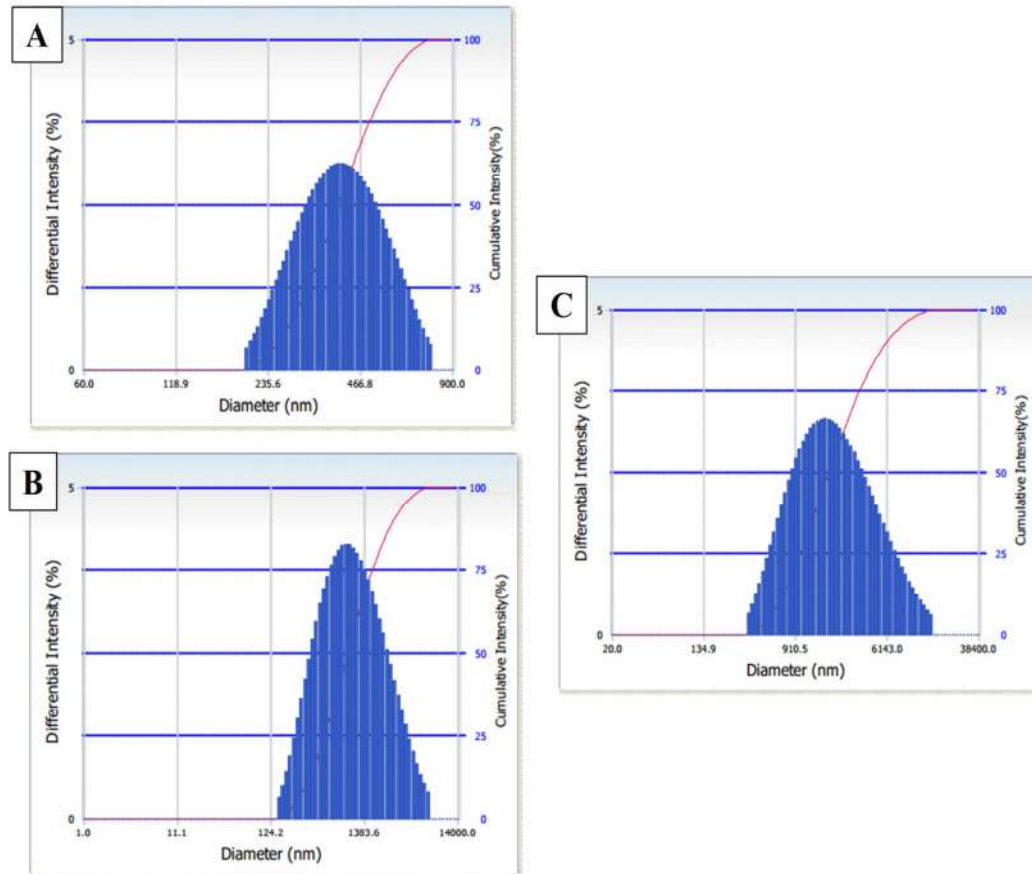 A
Differential Intensity (%)
5
0
100
75
50
25
0
Cumulative Intensity(%)
60.0 118.9 235.6 466.8 900.0
Diameter (nm)
B
Differential Intensity (%)
5
0
100
75
50
25
0
Cumulative Intensity(%)
1.0 11.1 124.2 1383.6 14000.0
Diameter (nm)
C
Differential Intensity (%)
5
0
100
75
50
25
0
Cumulative Intensity(%)
20.0 134.9 910.5 6143.0 38400.0
Diameter (nm)